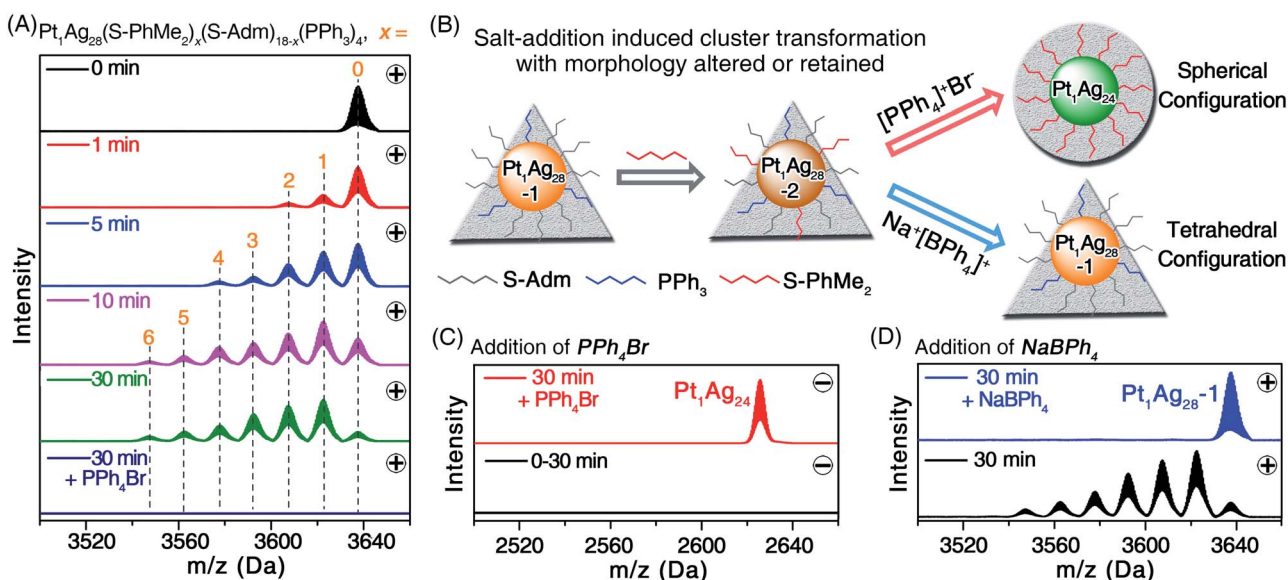 (A)
Pt₁Ag₂₈(S-PhMe₂)ₓ(S-Adm)₁₈₋ₓ(PPh₃)₄, x =
0 min
0
+
1 min
2
1
+
5 min
4
3
+
10 min
6
5
+
30 min
+
30 min
+ PPh₄Br
+
Intensity
3520
3560
3600
3640
m/z (Da)
(B)
Salt-addition induced cluster transformation
with morphology altered or retained
Pt₁Ag₂₈
-1
Pt₁Ag₂₈
-2
[PPh₄]⁺Br⁻
Na⁺[BPh₄]⁺
Pt₁Ag₂₄
Spherical
Configuration
Pt₁Ag₂₈
-1
Tetrahedral
Configuration
S-Adm
PPh₃
S-PhMe₂
(C)
Addition of PPh₄Br
30 min
+ PPh₄Br
Pt₁Ag₂₄
−
0-30 min
−
Intensity
2520
2560
2600
2640
m/z (Da)
(D)
Addition of NaBPh₄
30 min
+ NaBPh₄
Pt₁Ag₂₈-1
+
30 min
+
Intensity
3520
3560
3600
3640
m/z (Da)